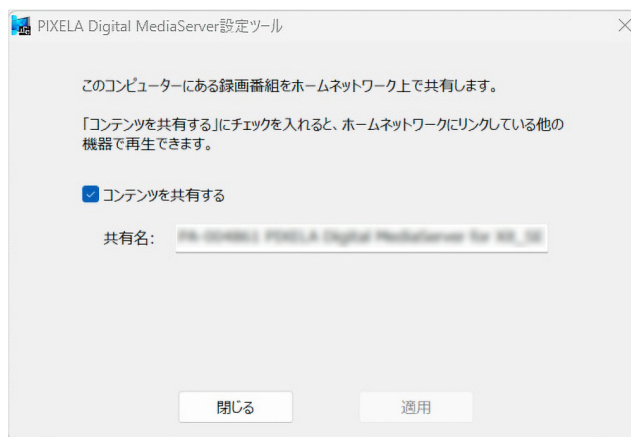 PIXELA Digital MediaServer設定ツール
このコンピューターにある録画番組をホームネットワーク上で共有します。
「コンテンツを共有する」にチェックを入れると、ホームネットワークにリンクしている他の
機器で再生できます。
コンテンツを共有する
共有名:
閉じる
適用